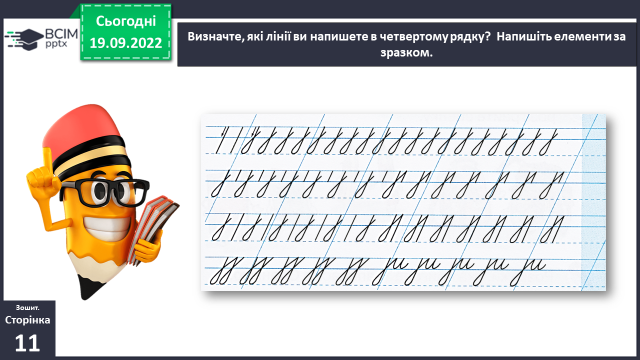 Сьогодні
19.09.2022
BCIM
pptx
Визначте, які лінії ви напишете в четвертому рядку? Напишіть елементи за
зразком.
Зошит.
Сторінка
11